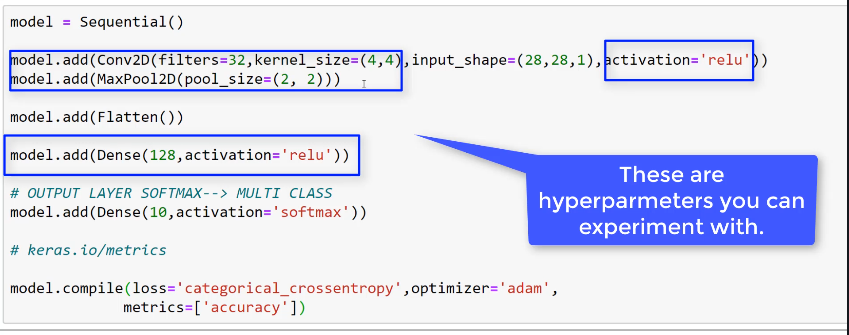 model = Sequential()
model.add(Conv2D(filters=32,kernel_size=(4,4),input_shape=(28,28,1),activation='relu'))
model.add(MaxPool2D(pool_size=(2, 2)))
model.add(Flatten())
model.add(Dense(128,activation='relu'))
These are
hyperparmeters you can
experiment with.
# OUTPUT LAYER SOFTMAX--> MULTI CLASS
model.add(Dense(10,activation='softmax'))
# keras.io/metrics
model.compile(loss='categorical_crossentropy',optimizer='adam',
metrics=['accuracy'])